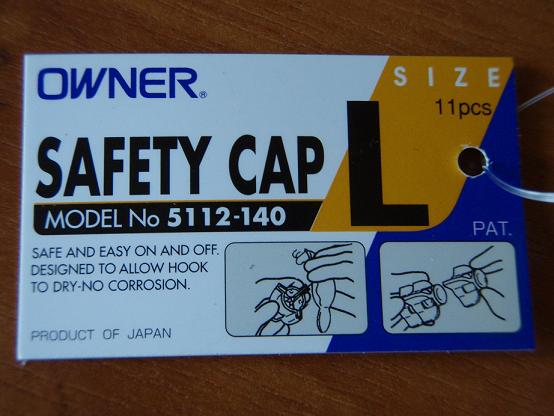 OWNER®
SIZE
11pcs
SAFETY CAP
L
MODEL No 5112-140
PAT.
SAFE AND EASY ON AND OFF.
DESIGNED TO ALLOW HOOK
TO DRY-NO CORROSION.
PRODUCT OF JAPAN